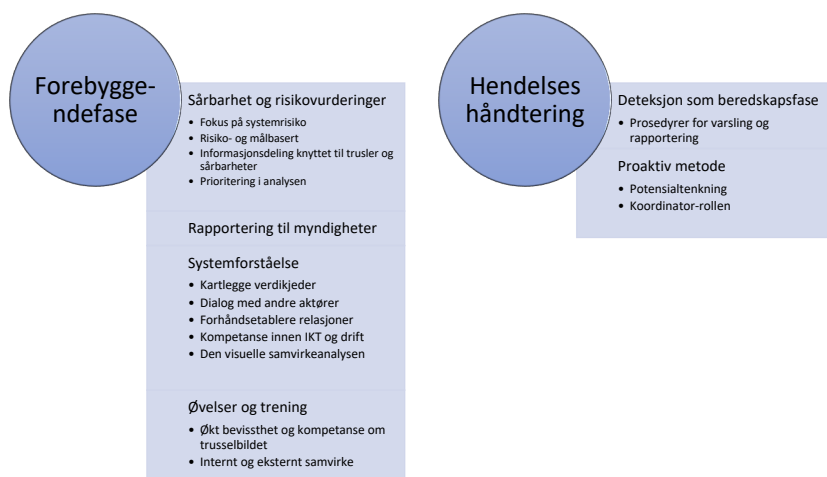 Forebygge-
ndefase
Sårbarhet og risikovurderinger
• Fokus på systemrisiko
• Risiko- og målbasert
• Informasjonsdeling knyttet til trusler og
sårbarheter
• Prioritering i analysen
Rapportering til myndigheter
Systemforståelse
• Kartlegge verdikjeder
• Dialog med andre aktører
• Forhåndsetablere relasjoner
• Kompetanse innen IKT og drift
• Den visuelle samvirkeanalysen
Øvelser og trening
• Økt bevissthet og kompetanse om
trusselbildet
• Internt og eksternt samvirke
Hendelses
håndtering
Deteksjon som beredskapsfase
• Prosedyrer for varsling og
rapportering
Proaktiv metode
• Potensialtenkning
• Koordinator-rollen